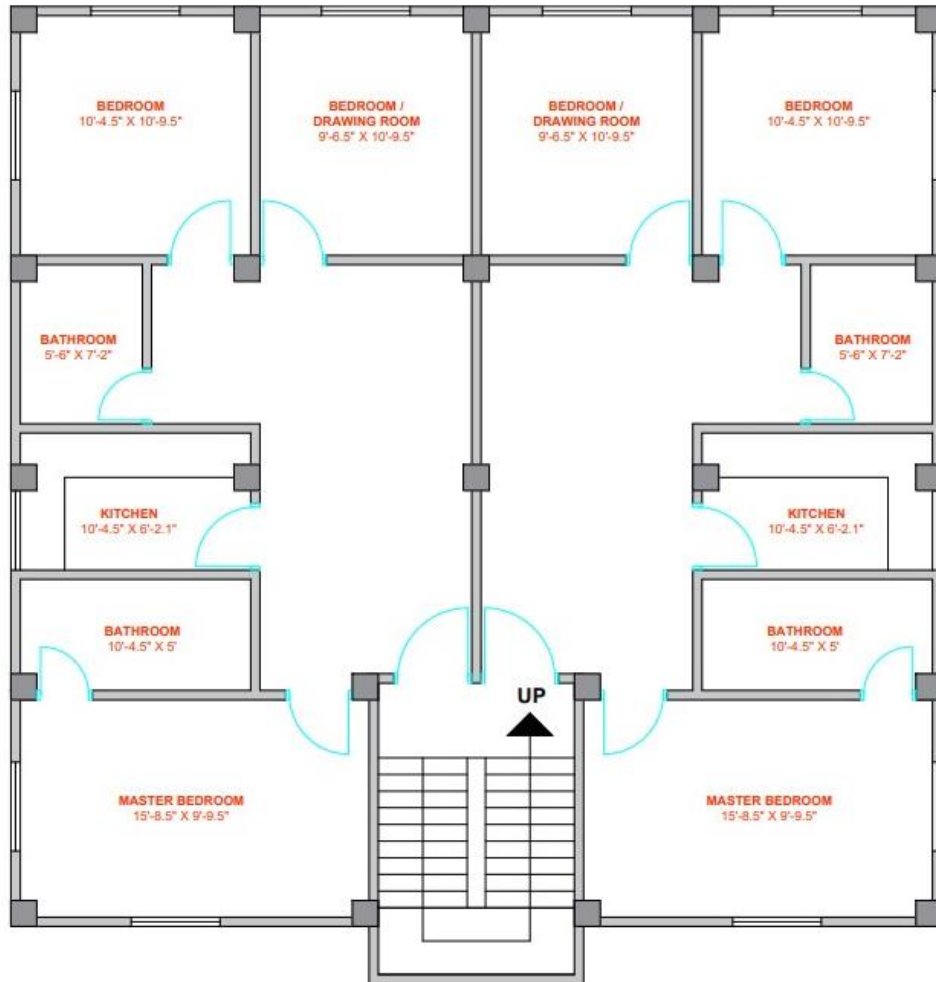 BEDROOM
10'-4.5" X 10'-9.5"
BEDROOM /
DRAWING ROOM
9'-6.5" X 10'-9.5"
BEDROOM /
DRAWING ROOM
9'-6.5" X 10'-9.5"
BEDROOM
10'-4.5" X 10'-9.5"
BATHROOM
5'-6" X 7'-2"
BATHROOM
5'-6" X 7'-2"
KITCHEN
10'-4.5" X 6'-2.1"
KITCHEN
10'-4.5" X 6'-2.1"
BATHROOM
10'-4.5" X 5'
BATHROOM
10'-4.5" X 5'
UP
MASTER BEDROOM
15'-8.5" X 9'-9.5"
MASTER BEDROOM
15'-8.5" X 9'-9.5"